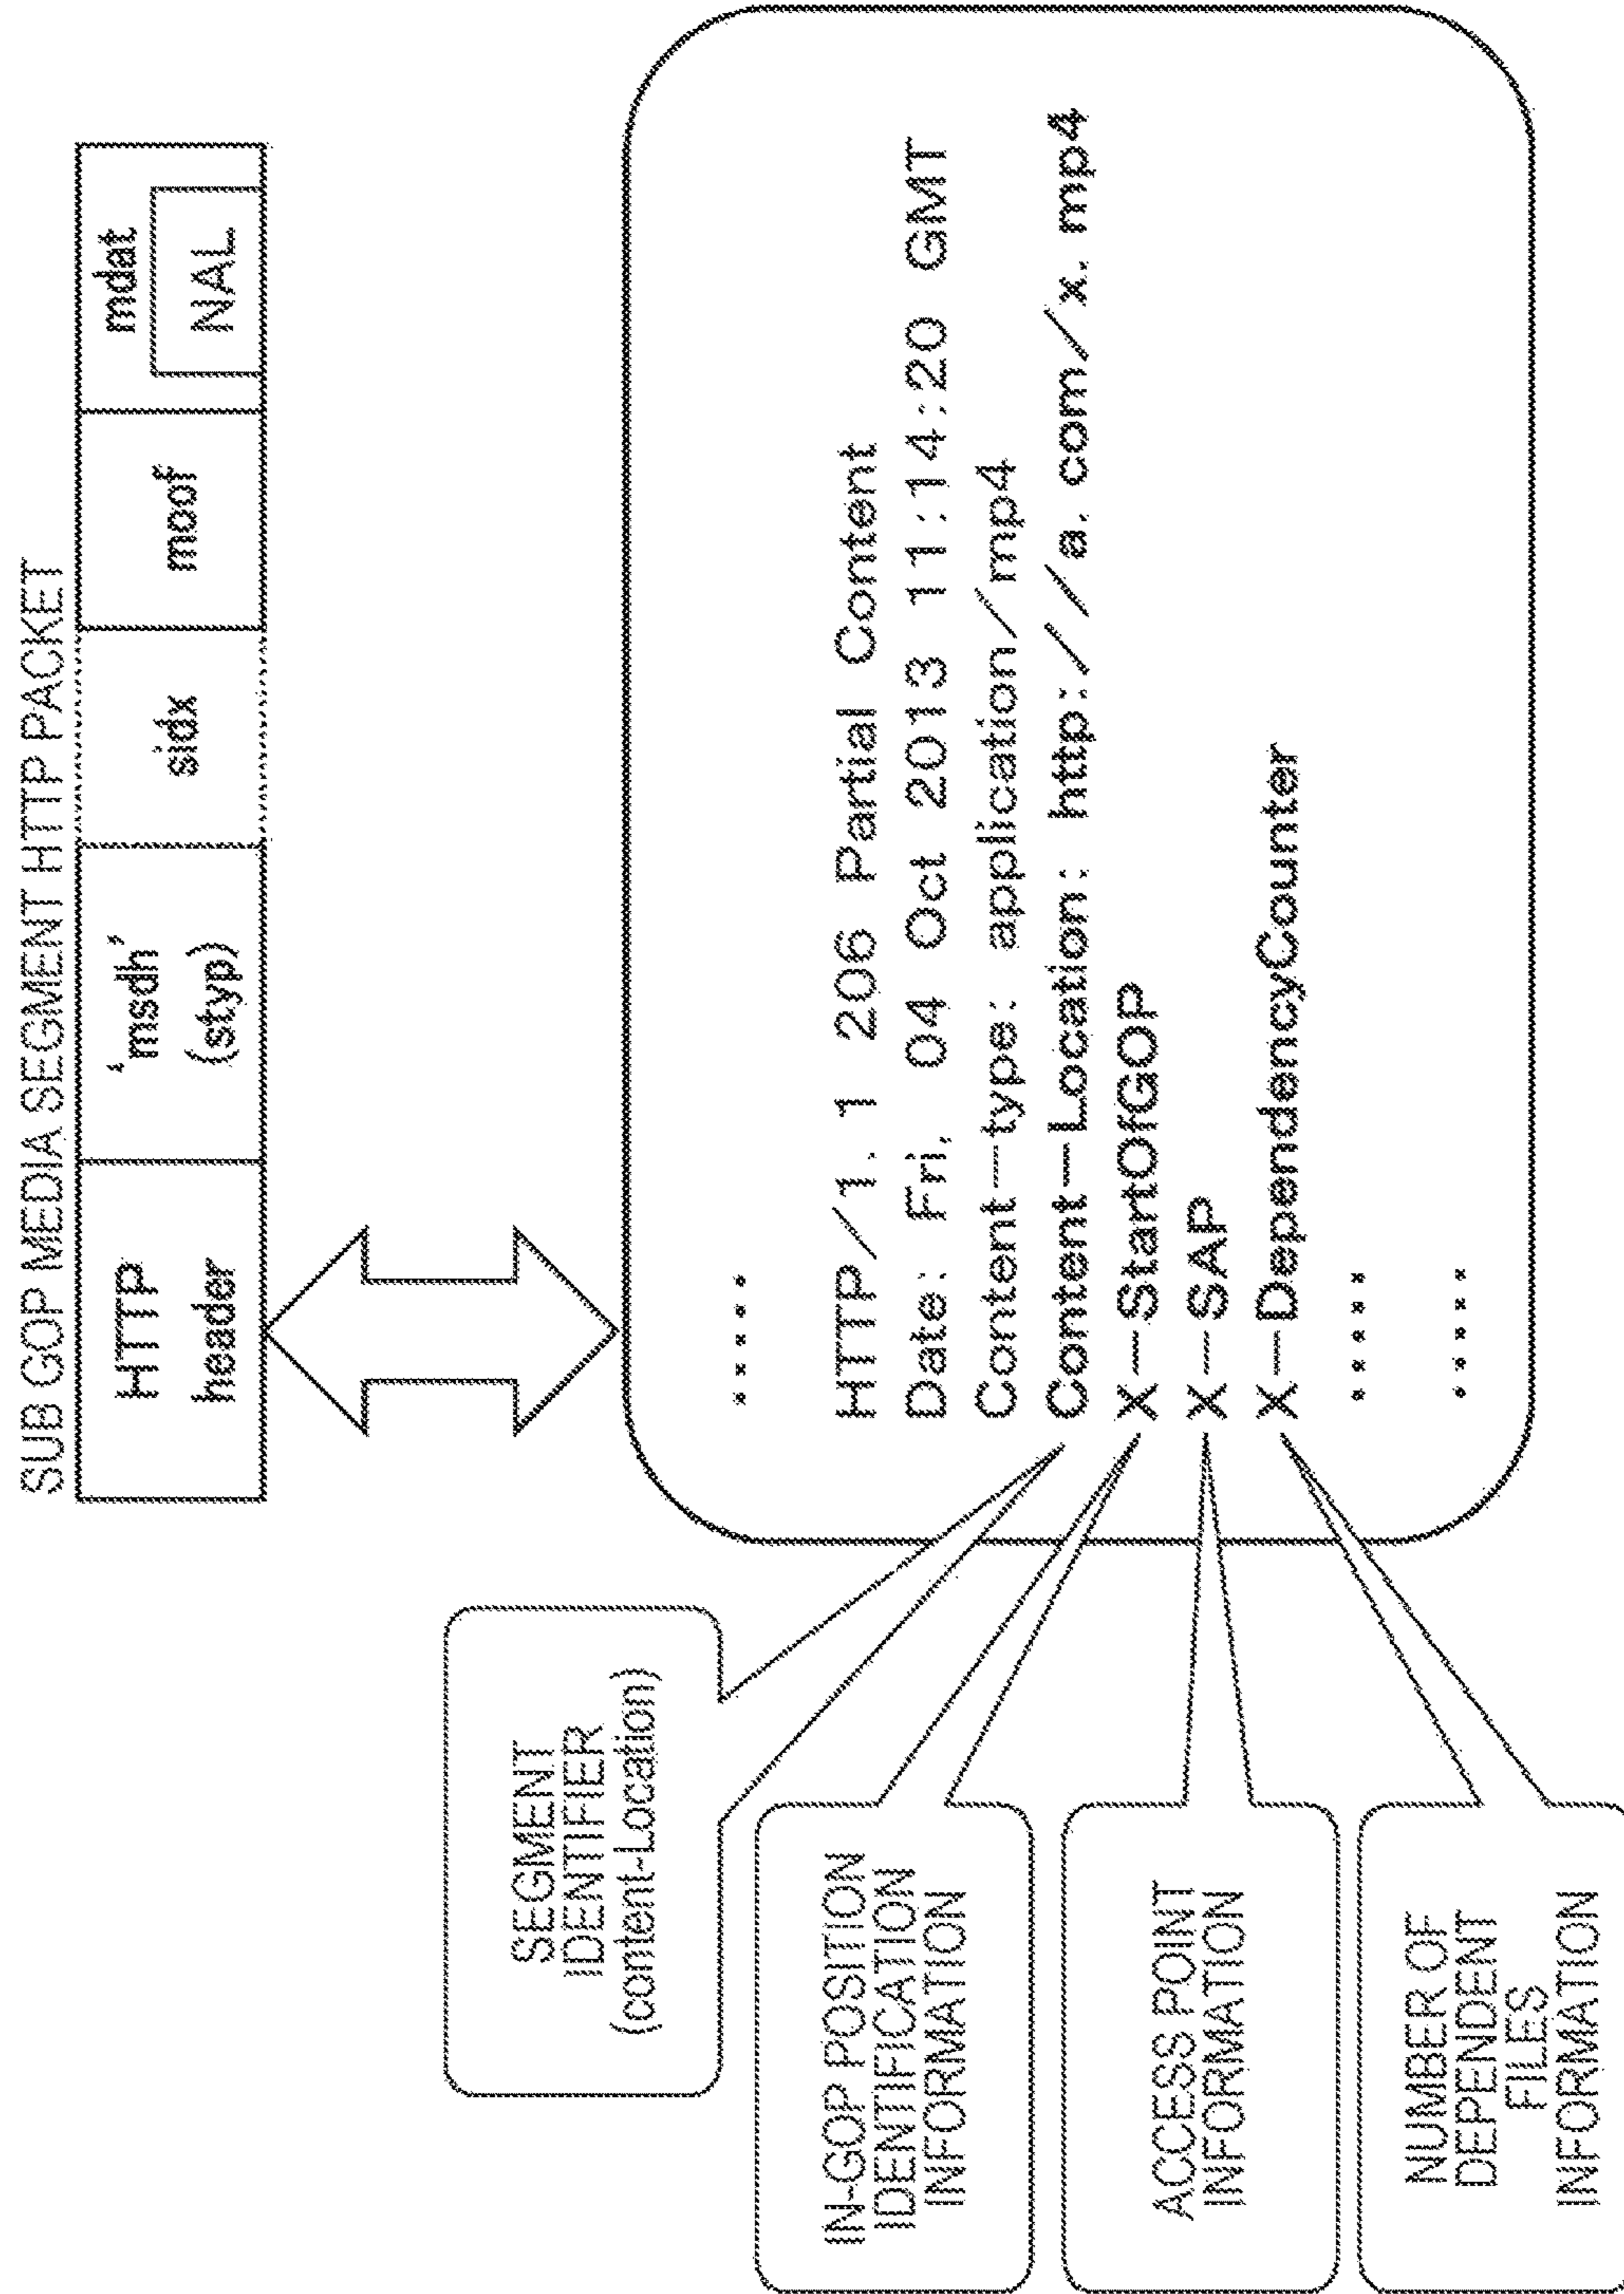 SUB GOP MEDIA SEGMENT HTTP PACKET
HTTP
header
'msdh'
(styp)
sidx
moof
mdat
NAL
.....
HTTP/1. 1 206 Partial Content
Date: Fri, 04 Oct 2013 11:14:20 GMT
Content-type: application/mp4
Content-Location: http://a. com/x. mp4
X-StartOfGOP
X-SAP
X-DependencyCounter
.....
.....
SEGMENT
IDENTIFIER
(content-Location)
IN-GOP POSITION
IDENTIFICATION
INFORMATION
ACCESS POINT
INFORMATION
NUMBER OF
DEPENDENT
FILES
INFORMATION